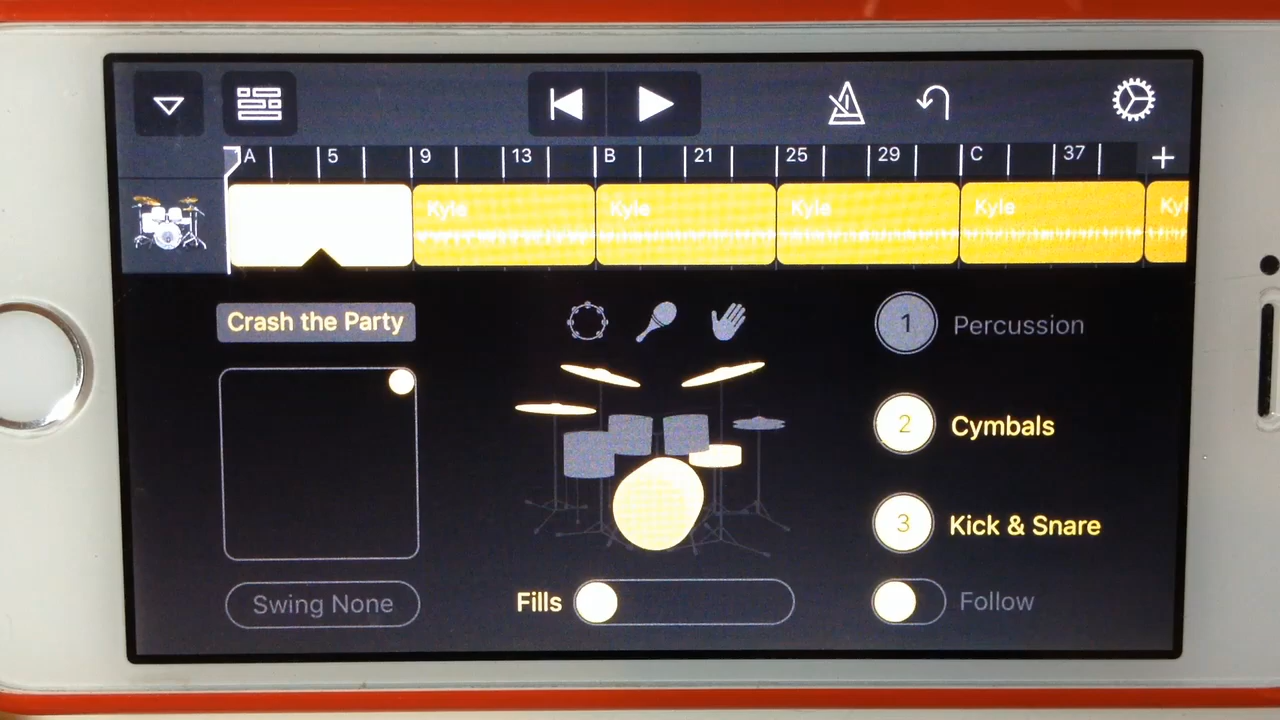 A 5 9 13 B 21 25 29 C 37
Kyle Kyle Kyle Kyle Ky
Crash the Party
1 Percussion
2 Cymbals
3 Kick & Snare
Swing None
Fills
Follow